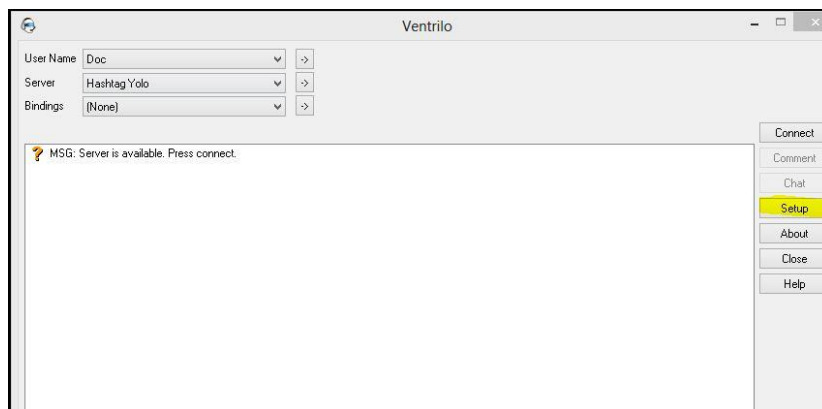 Ventrilo
User Name Doc
Server Hashtag Yolo
Bindings (None)
MSG: Server is available. Press connect.
Connect
Comment
Chat
Setup
About
Close
Help